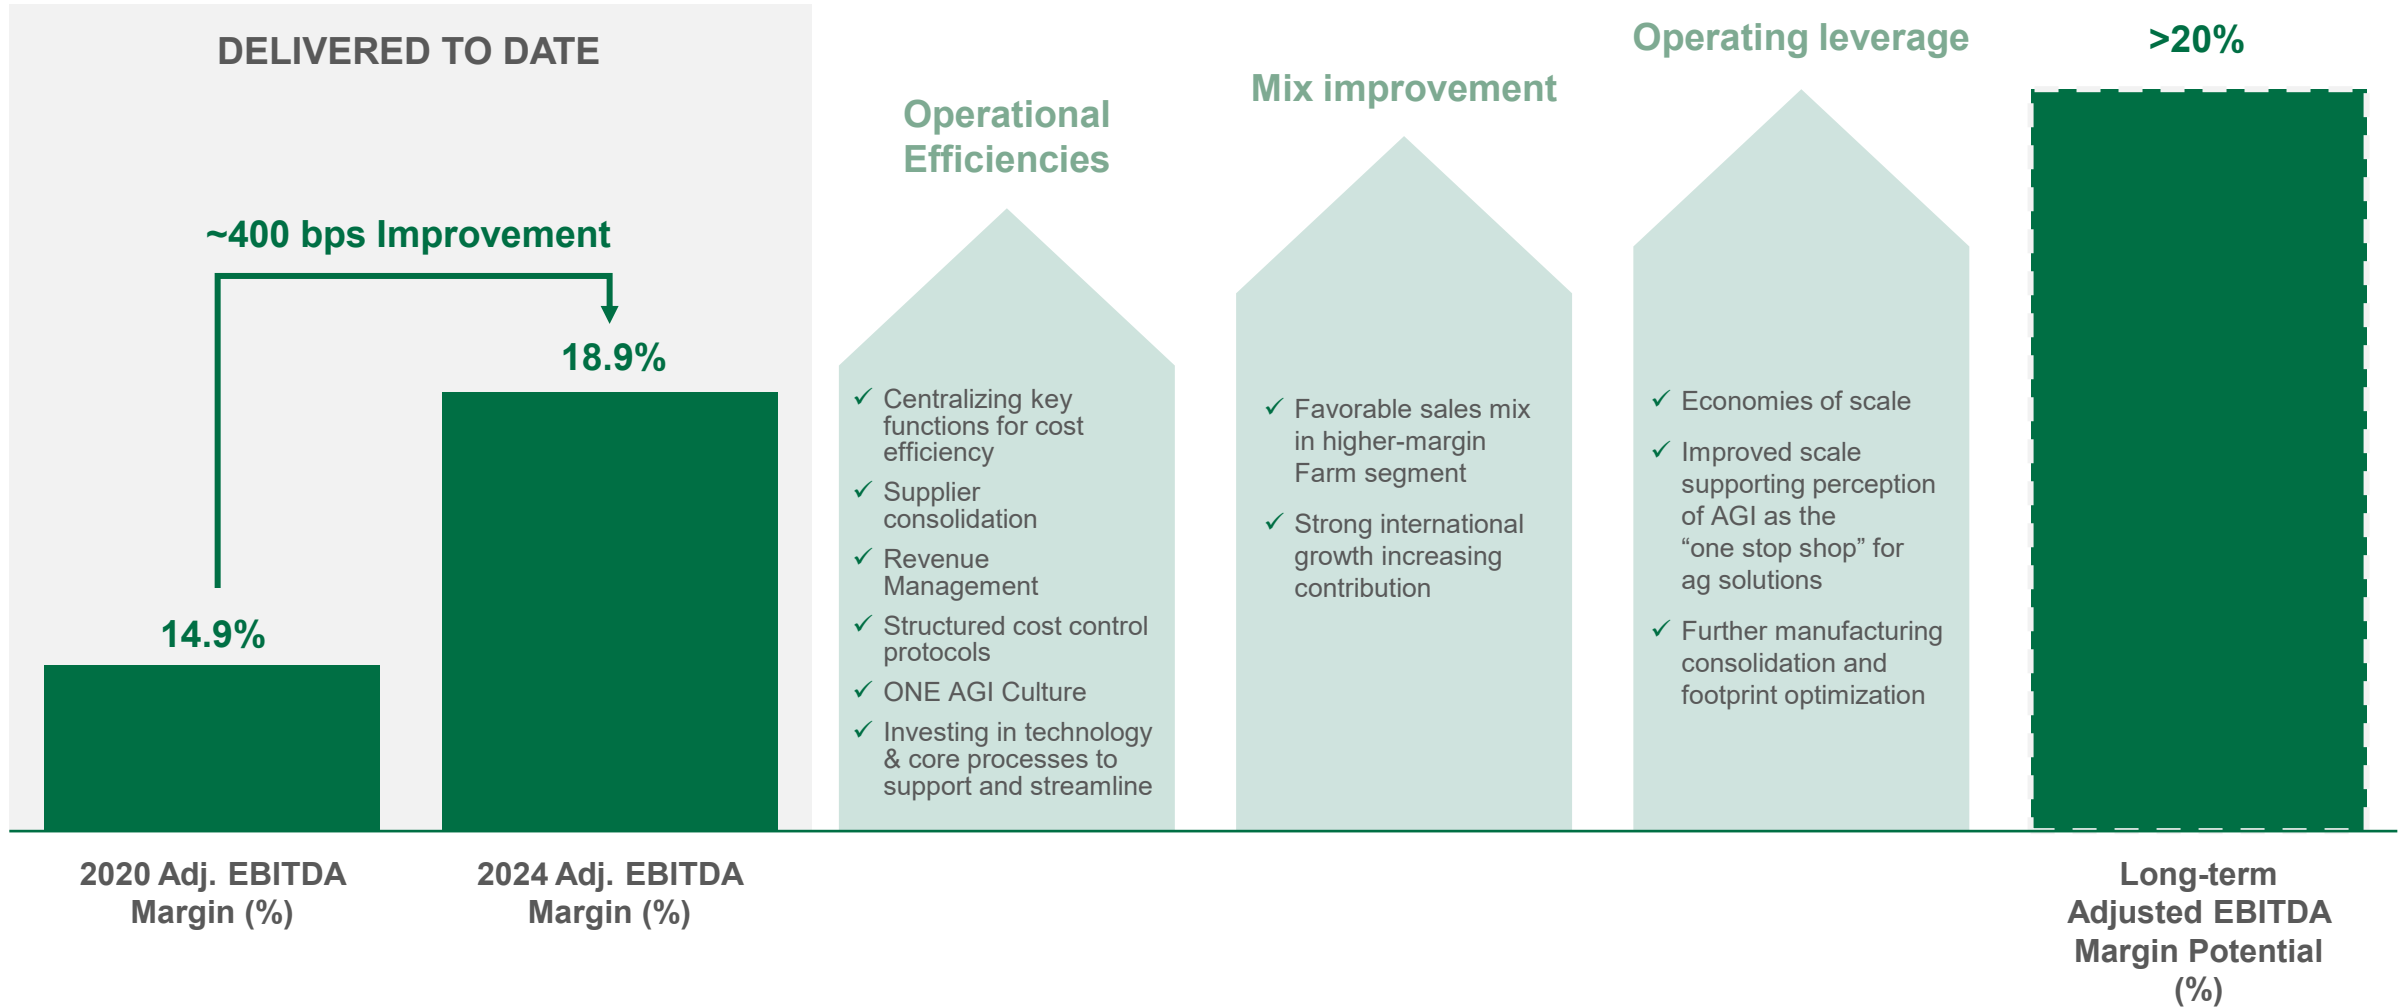 DELIVERED TO DATE
~400 bps Improvement
14.9%
18.9%
2020 Adj. EBITDA
Margin (%)
2024 Adj. EBITDA
Margin (%)
Operational
Efficiencies
✓ Centralizing key
functions for cost
efficiency
✓ Supplier
consolidation
✓ Revenue
Management
✓ Structured cost control
protocols
✓ ONE AGI Culture
✓ Investing in technology
& core processes to
support and streamline
Mix improvement
✓ Favorable sales mix
in higher-margin
Farm segment
✓ Strong international
growth increasing
contribution
Operating leverage
✓ Economies of scale
✓ Improved scale
supporting perception
of AGI as the
“one stop shop” for
ag solutions
✓ Further manufacturing
consolidation and
footprint optimization
>20%
Long-term
Adjusted EBITDA
Margin Potential
(%)